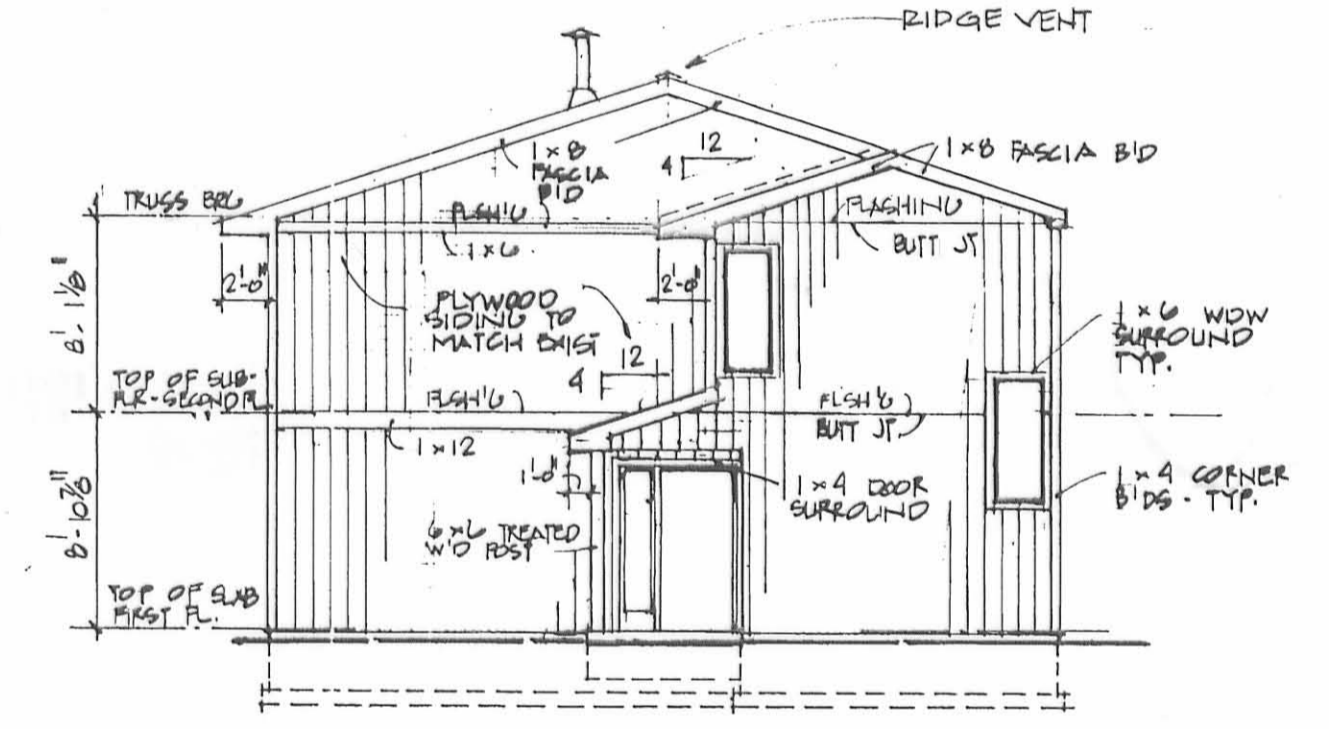 RIDGE VENT
1×8
FASCIA
B'D
12
4
1×8 FASCIA B'D
TRUSS BRG
FLSH'G
1×6
FLASHING
BUTT JT
2'-0"
2'-0"
8'-1 1/8"
PLYWOOD
SIDING TO
MATCH EXIST
1×6 WDW
SURROUND
TYP.
12
4
TOP OF SUB-
FLR-SECOND FL.
FLSH'G
FLSH'G
BUTT JT
1×12
1'-0"
1×4 DOOR
SURROUND
1×4 CORNER
B'DS - TYP.
8'-10 7/8"
6×6 TREATED
W'D POST
TOP OF SLAB
FIRST FL.